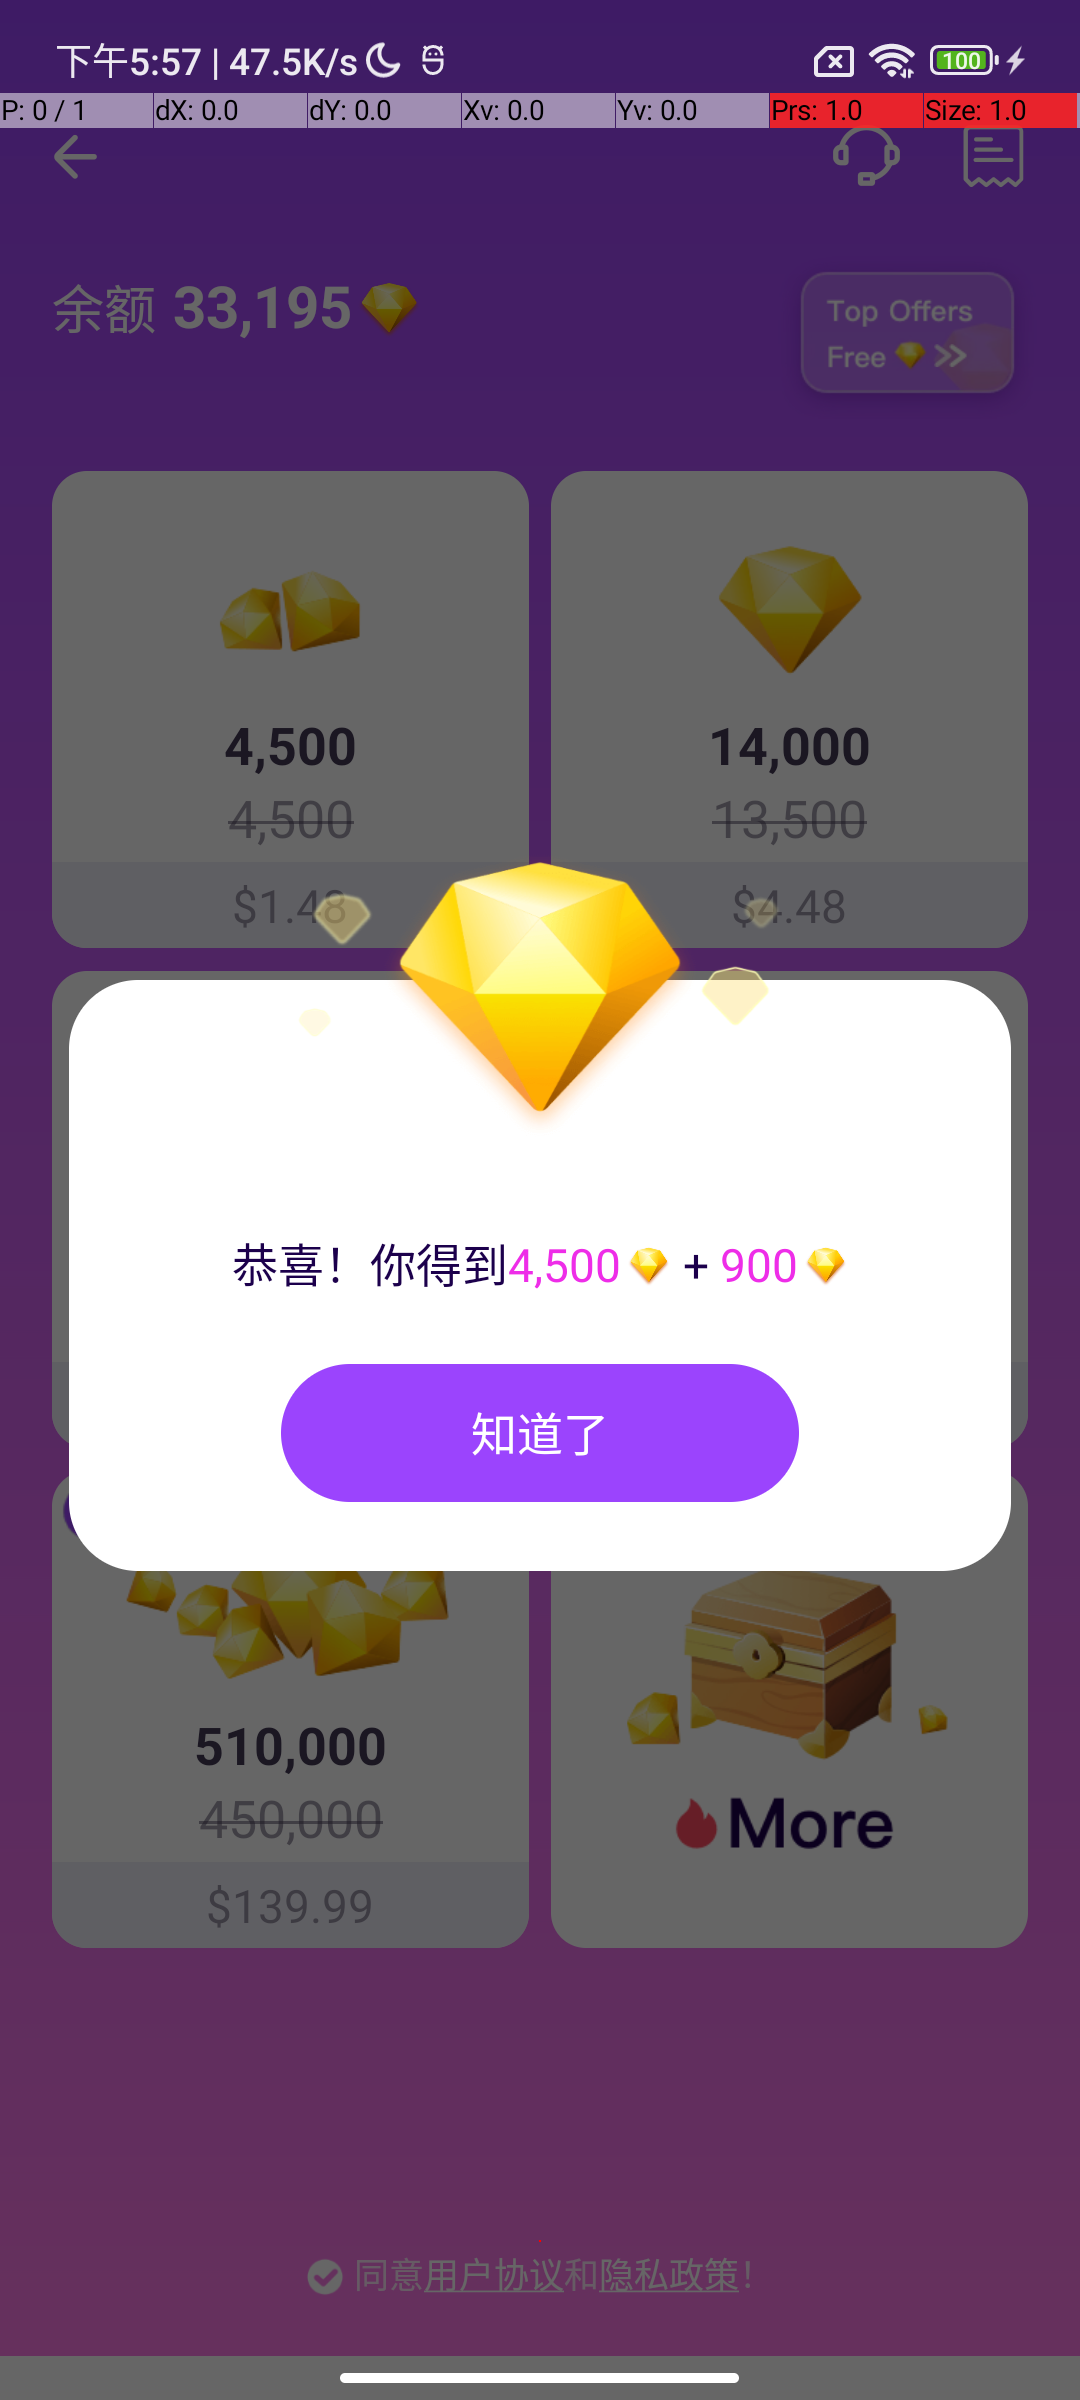 下午5:57 | 47.5K/s
100
P: 0 / 1 dX: 0.0 dY: 0.0 Xv: 0.0 Yv: 0.0 Prs: 1.0 Size: 1.0
余额 33,195
Top Offers
Free
4,500
4,500
$1.48
14,000
13,500
$4.48
恭喜！你得到4,500 + 900
知道了
510,000
450,000
$139.99
More
同意用户协议和隐私政策！